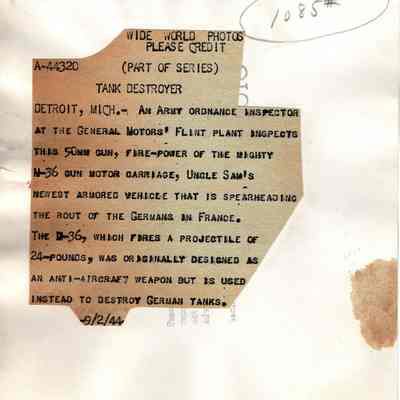 1085#
WIDE WORLD PHOTOS
PLEASE CREDIT
A-44320 (PART OF SERIES)
TANK DESTROYER
DETROIT, MICH.- AN ARMY ORDNANCE INSPECTOR
AT THE GENERAL MOTORS' FLINT PLANT INSPECTS
THIS 50MM GUN, FIRE-POWER OF THE MIGHTY
M-36 GUN MOTOR CARRIAGE, UNCLE SAM'S
NEWEST ARMORED VEHICLE THAT IS SPEARHEADING
THE ROUT OF THE GERMANS IN FRANCE.
THE M-36, WHICH FIRES A PROJECTILE OF
24-POUNDS, WAS ORIGINALLY DESIGNED AS
AN ANTI-AIRCRAFT WEAPON BUT IS USED
INSTEAD TO DESTROY GERMAN TANKS.
9/2/44